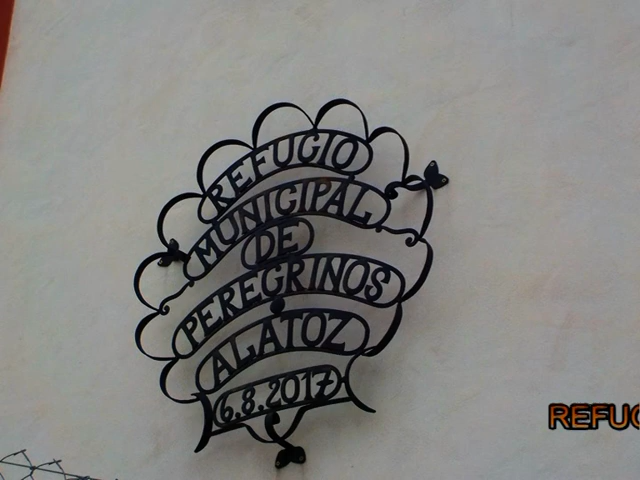 REFUGIO
MUNICIPAL
DE
PEREGRINOS
ALATOZ
6.8.2017
REFUG